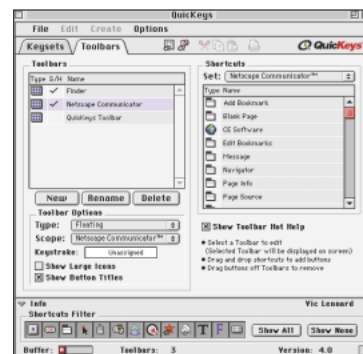 QuicKeys
File Edit Create Options
Keysets Toolbars QuicKeys
Toolbars
Type S/H Name
Finder
Netscape Communicator
QuicKeys Toolbar
New Rename Delete
Toolbar Options
Type: Floating
Scope: Netscape Communicator™
Keystroke: Unassigned
Show Large Icons
Show Button Titles
Shortcuts
Set: Netscape Communicator™
Type Name
Add Bookmark
Blank Page
CE Software
Edit Bookmarks
Message
Navigator
Page Info
Page Source
Show Toolbar Hot Help
• Select a Toolbar to edit
(Selected Toolbar will be displayed on screen)
• Drag and drop shortcuts to add buttons
• Drag buttons off Toolbars to remove
Info Vic Lennard
Shortcuts Filter
T F
Show All Show None
Buffer: Toolbars: 3 Version: 4.0